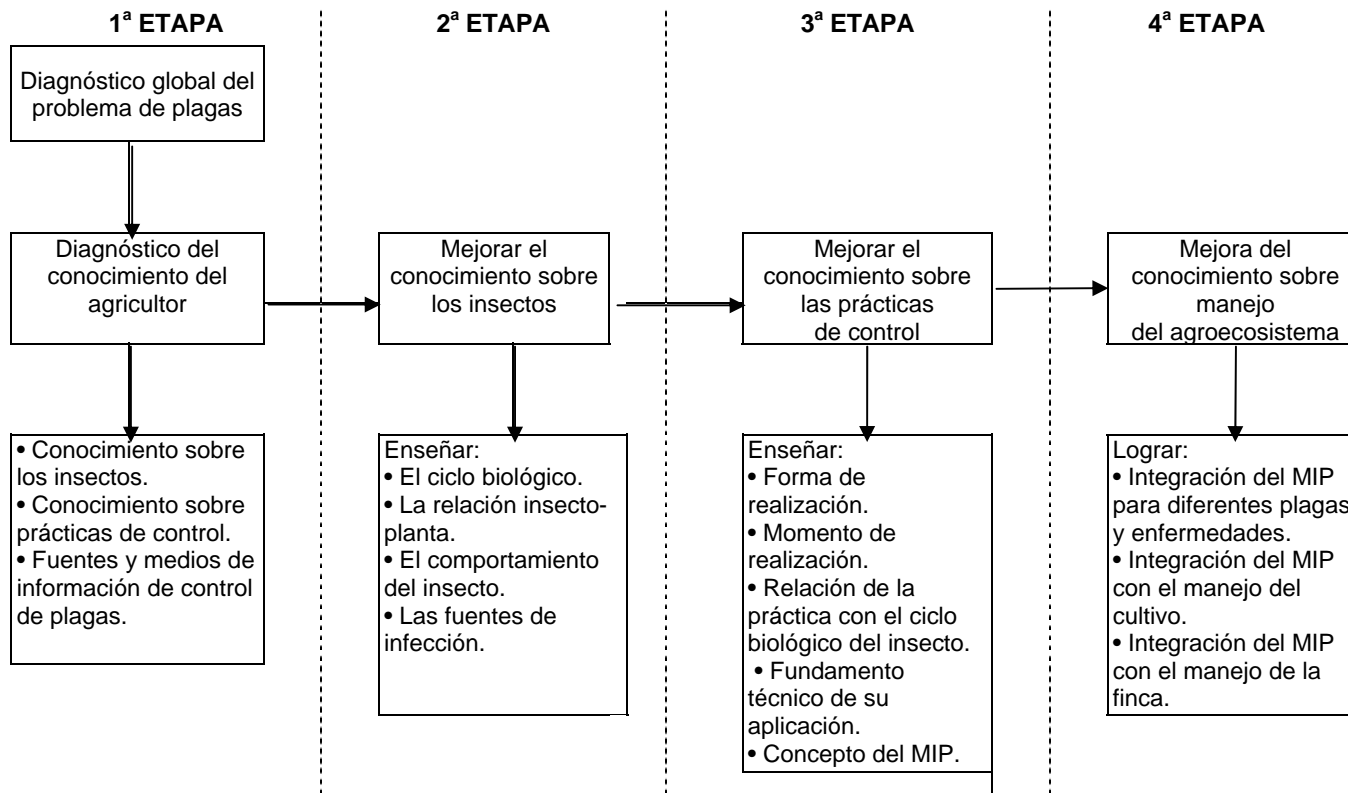 1ª ETAPA
Diagnóstico global del
problema de plagas
Diagnóstico del
conocimiento del
agricultor
• Conocimiento sobre
los insectos.
• Conocimiento sobre
prácticas de control.
• Fuentes y medios de
información de control
de plagas.
2ª ETAPA
Mejorar el
conocimiento sobre
los insectos
Enseñar:
• El ciclo biológico.
• La relación insecto-
planta.
• El comportamiento
del insecto.
• Las fuentes de
infección.
3ª ETAPA
Mejorar el
conocimiento sobre
las prácticas
de control
Enseñar:
• Forma de
realización.
• Momento de
realización.
• Relación de la
práctica con el ciclo
biológico del insecto.
• Fundamento
técnico de su
aplicación.
• Concepto del MIP.
4ª ETAPA
Mejora del
conocimiento sobre
manejo
del agroecosistema
Lograr:
• Integración del MIP
para diferentes plagas
y enfermedades.
• Integración del MIP
con el manejo del
cultivo.
• Integración del MIP
con el manejo de la
finca.